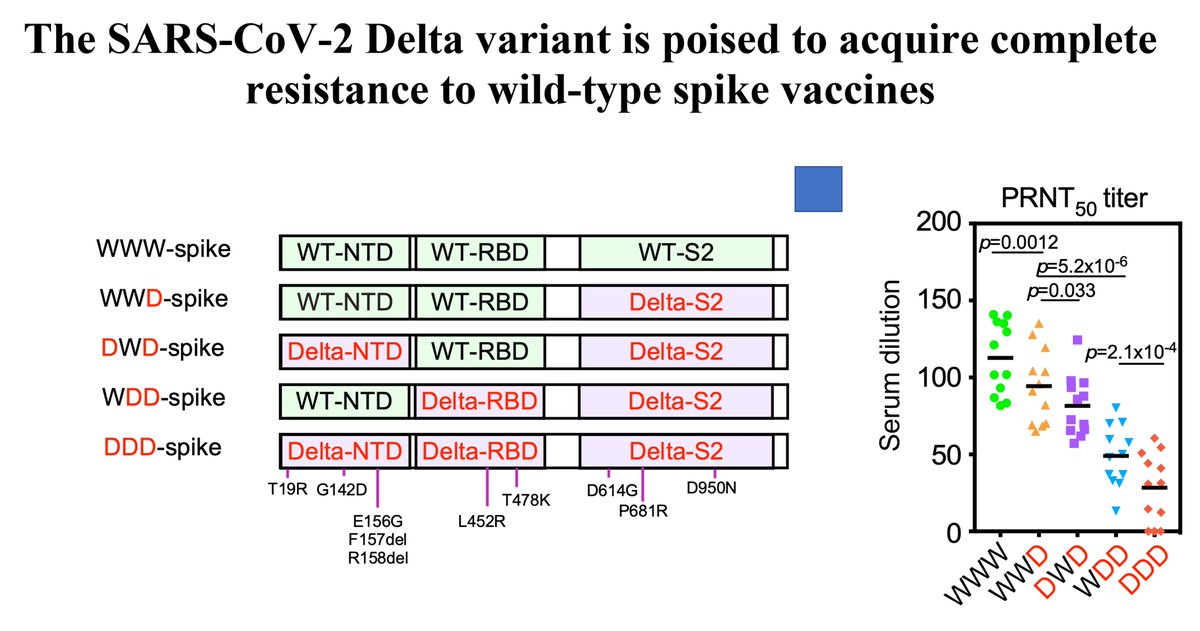 The SARS-CoV-2 Delta variant is poised to acquire complete
resistance to wild-type spike vaccines
WWW-spike
WT-NTD WT-RBD WT-S2
WWD-spike
WT-NTD WT-RBD Delta-S2
DWD-spike
Delta-NTD WT-RBD Delta-S2
WDD-spike
WT-NTD Delta-RBD Delta-S2
DDD-spike
Delta-NTD Delta-RBD Delta-S2
T19R G142D T478K D614G D950N
E156G L452R P681R
F157del
R158del
PRNT50 titer
Serum dilution
200
150
100
50
0
p=0.0012
p=5.2x10-6
p=0.033
p=2.1x10-4
WWW WWD DWD WDD DDD